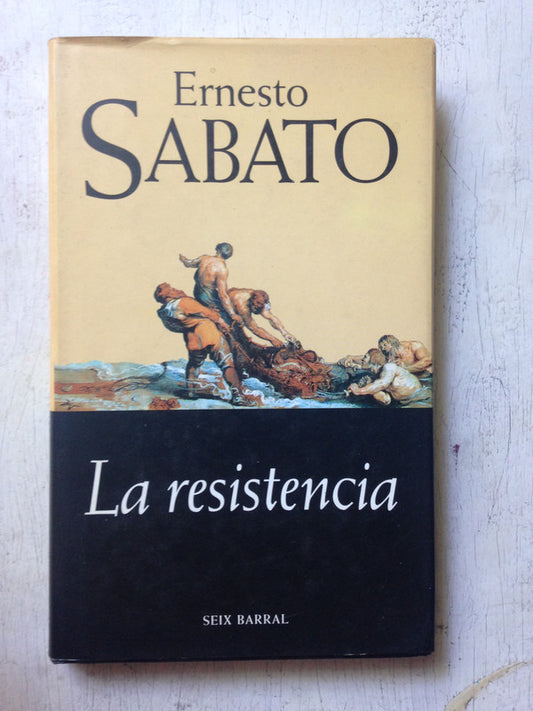 Ernesto
SABATO
La resistencia
SEIX BARRAL